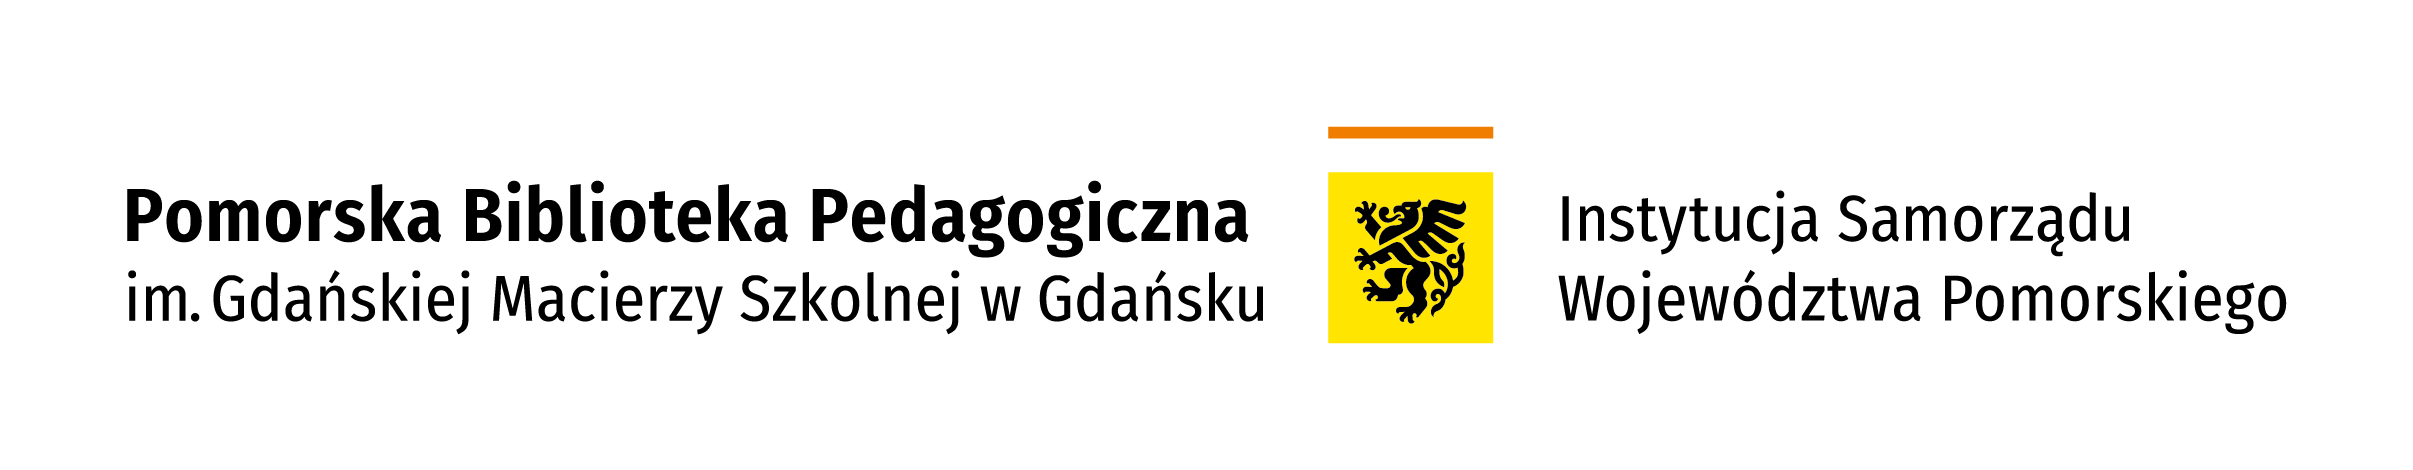 Pomorska Biblioteka Pedagogiczna
im. Gdańskiej Macierzy Szkolnej w Gdańsku
Instytucja Samorządu
Województwa Pomorskiego